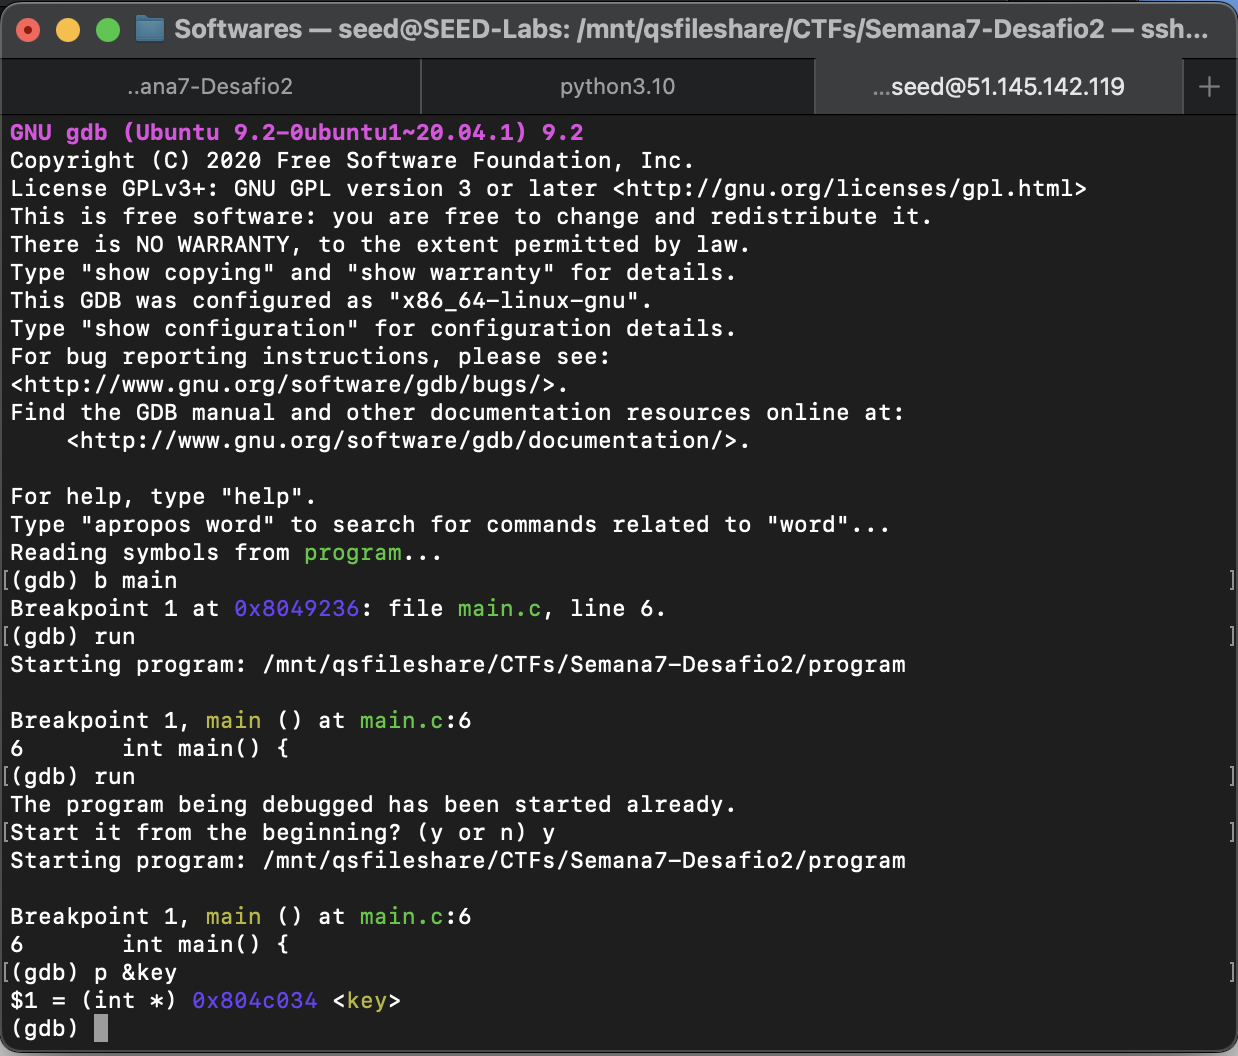 Softwares — seed@SEED-Labs: /mnt/qsfileshare/CTFs/Semana7-Desafio2 — ssh...
..ana7-Desafio2
python3.10
...seed@51.145.142.119
+
GNU gdb (Ubuntu 9.2-0ubuntu1~20.04.1) 9.2
Copyright (C) 2020 Free Software Foundation, Inc.
License GPLv3+: GNU GPL version 3 or later <http://gnu.org/licenses/gpl.html>
This is free software: you are free to change and redistribute it.
There is NO WARRANTY, to the extent permitted by law.
Type "show copying" and "show warranty" for details.
This GDB was configured as "x86_64-linux-gnu".
Type "show configuration" for configuration details.
For bug reporting instructions, please see:
<http://www.gnu.org/software/gdb/bugs/>.
Find the GDB manual and other documentation resources online at:
    <http://www.gnu.org/software/gdb/documentation/>.

For help, type "help".
Type "apropos word" to search for commands related to "word"...
Reading symbols from program...
[(gdb) b main ]
Breakpoint 1 at 0x8049236: file main.c, line 6.
[(gdb) run ]
Starting program: /mnt/qsfileshare/CTFs/Semana7-Desafio2/program

Breakpoint 1, main () at main.c:6
6       int main() {
[(gdb) run ]
The program being debugged has been started already.
[Start it from the beginning? (y or n) y ]
Starting program: /mnt/qsfileshare/CTFs/Semana7-Desafio2/program

Breakpoint 1, main () at main.c:6
6       int main() {
[(gdb) p &key ]
$1 = (int *) 0x804c034 <key>
(gdb)